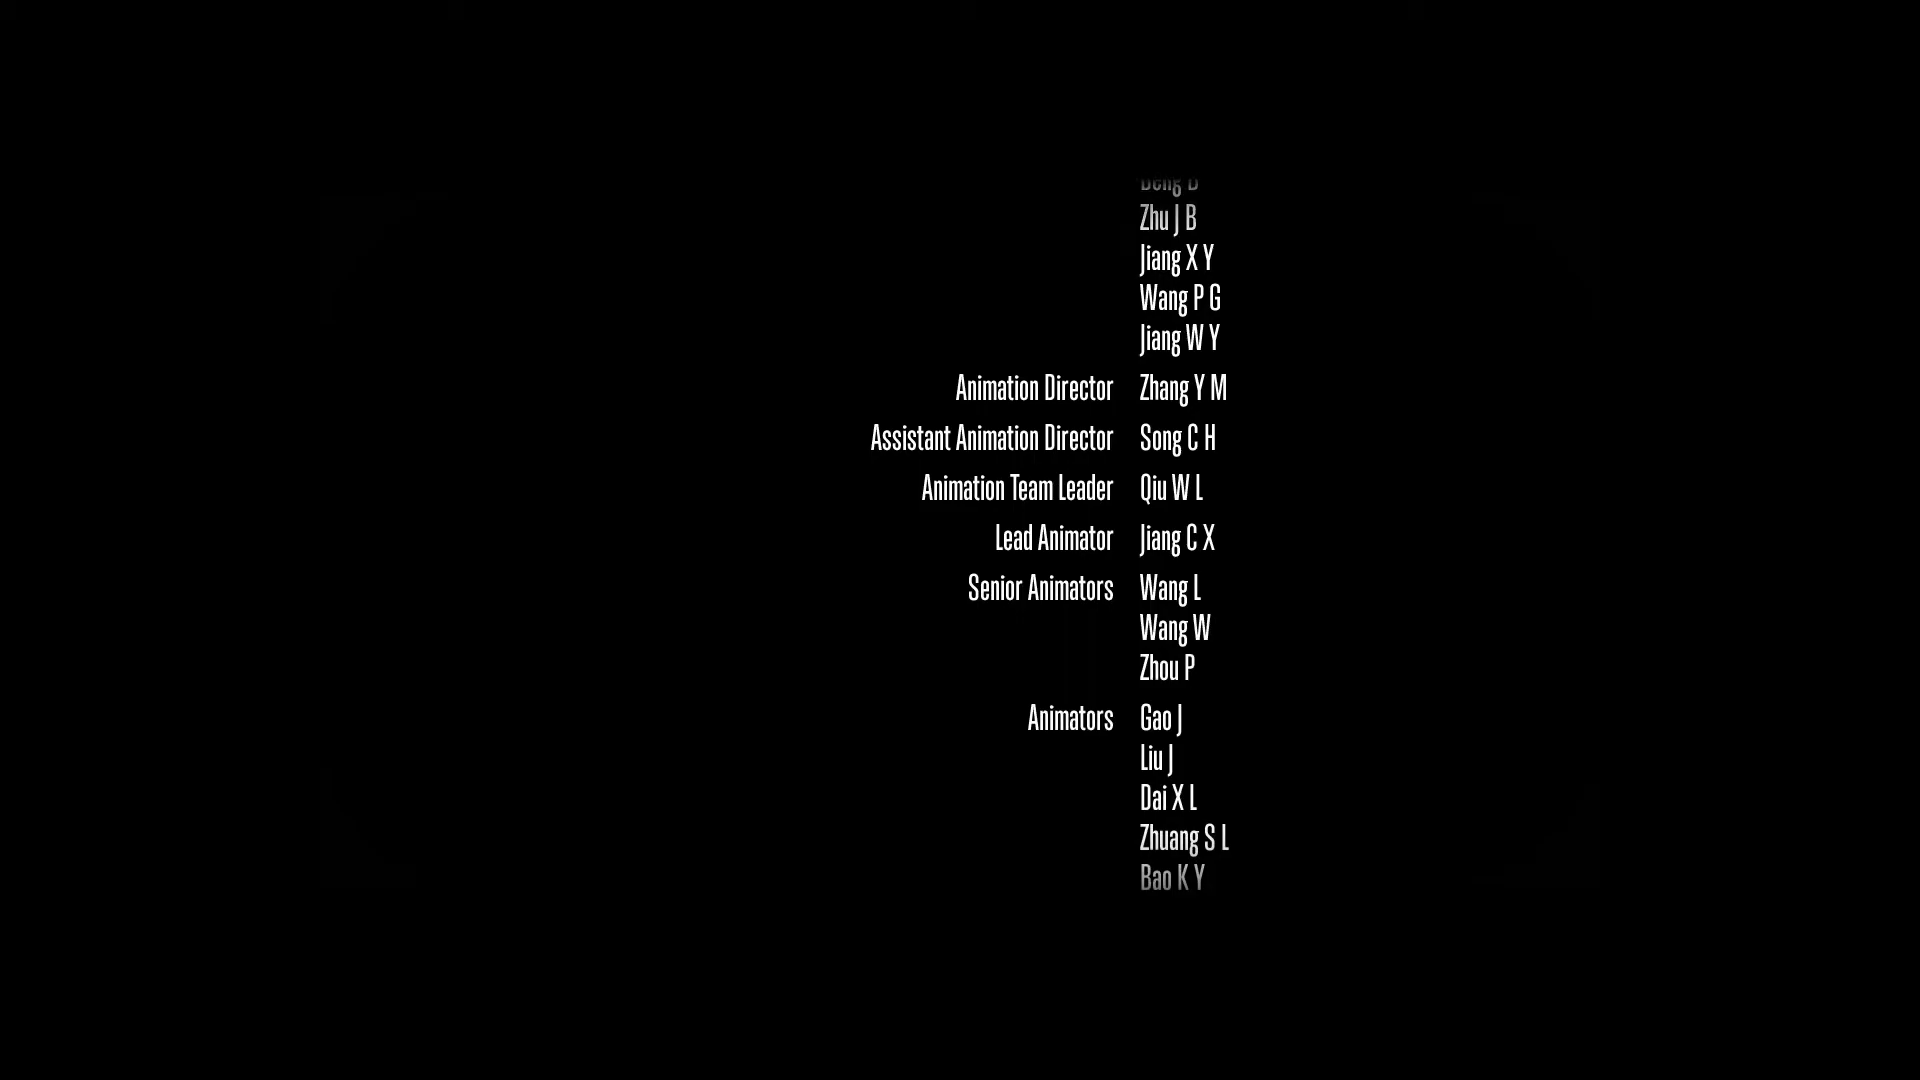 Zhu J B
Jiang X Y
Wang P G
Jiang W Y
Animation Director Zhang Y M
Assistant Animation Director Song C H
Animation Team Leader Qiu W L
Lead Animator Jiang C X
Senior Animators Wang L
Wang W
Zhou P
Animators Gao J
Liu J
Dai X L
Zhuang S L
Bao K Y